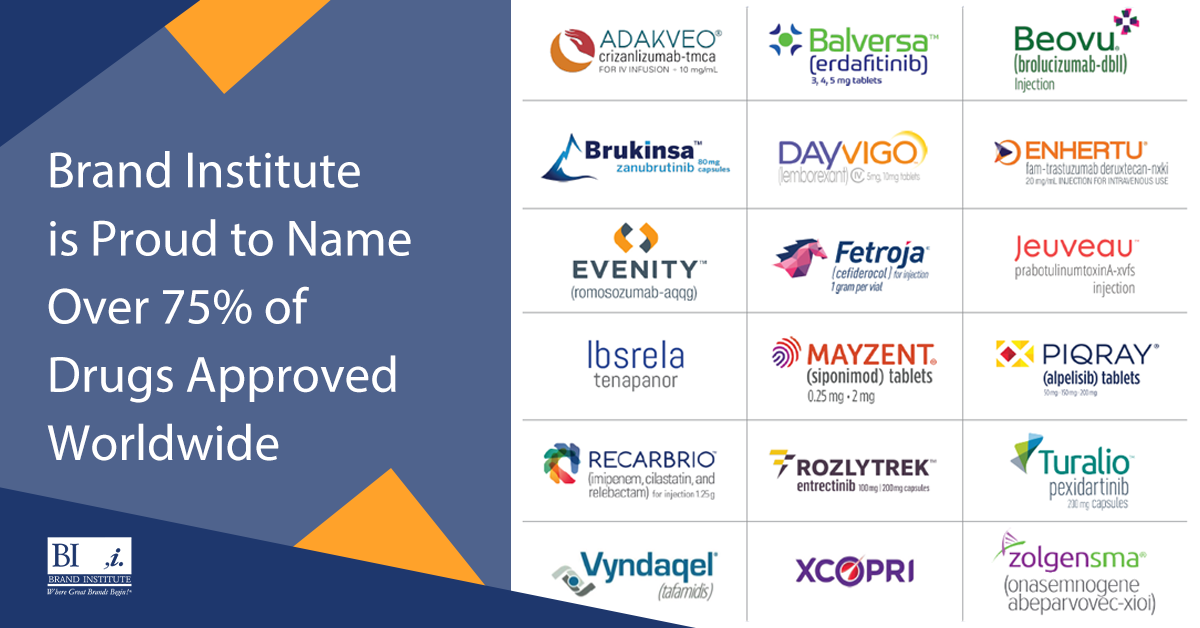 Brand Institute
is Proud to Name
Over 75% of
Drugs Approved
Worldwide
BI ,i.
BRAND INSTITUTE
Where Great Brands Begin!®
ADAKVEO®
crizanlizumab-tmca
FOR IV INFUSION - 10 mg/mL
Balversa™
(erdafitinib)
3, 4, 5 mg tablets
Beovu®
(brolucizumab-dbll)
Injection
Brukinsa™
zanubrutinib 80 mg capsules
DAYVIGO™
(lemborexant) CIV 5mg, 10mg tablets
ENHERTU®
fam-trastuzumab deruxtecan-nxki
20 mg/mL INJECTION FOR INTRAVENOUS USE
EVENITY™
(romosozumab-aqqg)
Fetroja®
(cefiderocol) for injection
1 gram per vial
Jeuveau™
prabotulinumtoxinA-xvfs
injection
Ibsrela
tenapanor
MAYZENT®
(siponimod) tablets
0.25 mg • 2 mg
PIQRAY®
(alpelisib) tablets
50 mg • 150 mg • 200 mg
RECARBRIO™
(imipenem, cilastatin, and
relebactam) for injection 1.25 g
ROZLYTREK™
entrectinib 100 mg | 200 mg capsules
Turalio™
pexidartinib
200 mg capsules
Vyndaqel®
(tafamidis)
XCOPRI
zolgensma®
(onasemnogene
abeparvovec-xioi)